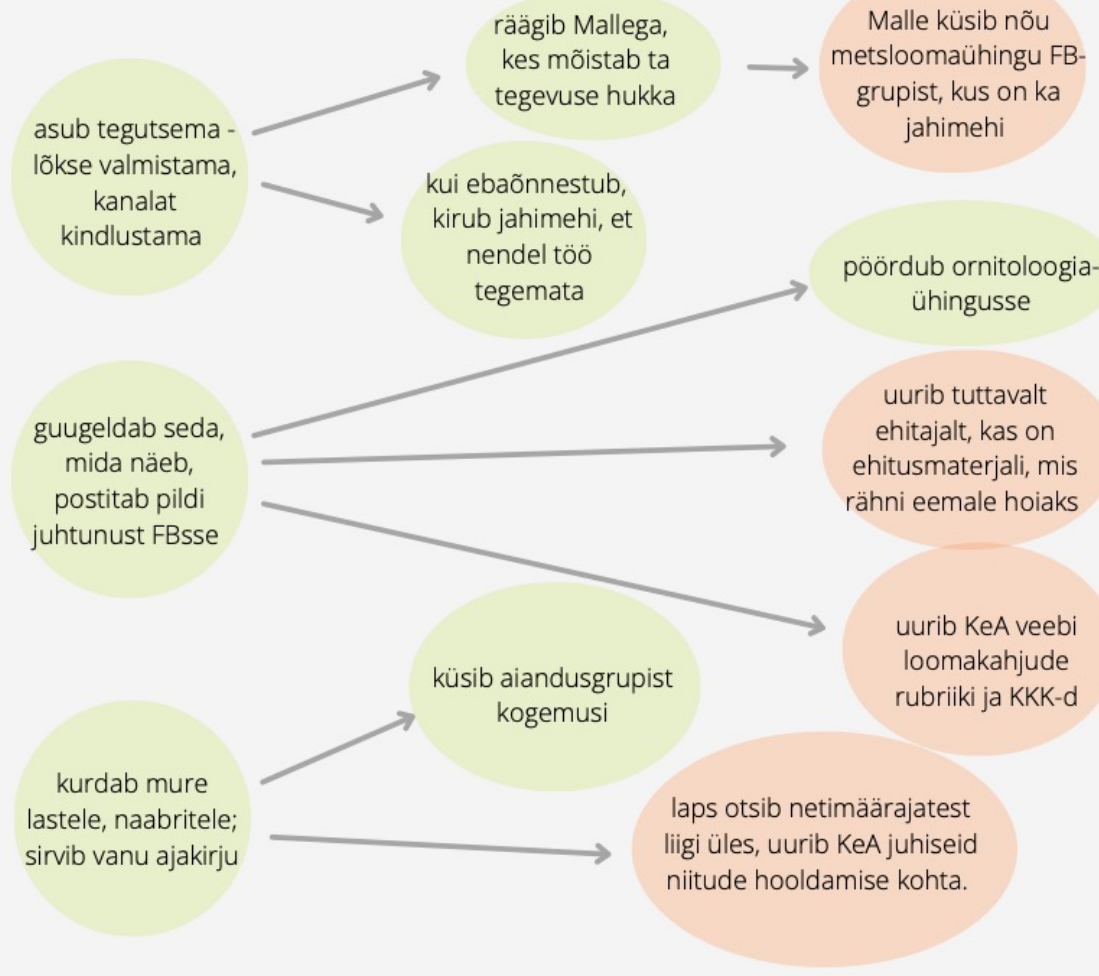 asub tegutsema -
lõkse valmistama,
kanalat
kindlustama
räägib Mallega,
kes mõistab ta
tegevuse hukka
Malle küsib nõu
metsloomaühingu FB-
grupist, kus on ka
jahimehi
kui ebaõnnestub,
kirub jahimehi, et
nendel töö
tegemata
guugeldab seda,
mida näeb,
postitab pildi
juhtunust FBsse
pöördub ornitoloogia-
ühingusse
uurib tuttavalt
ehitajalt, kas on
ehitusmaterjali, mis
rähni eemale hoiaks
uurib KeA veebi
loomakahjude
rubriiki ja KKK-d
kurdab mure
lastele, naabritele;
sirvib vanu ajakirju
küsib aiandusgrupist
kogemusi
laps otsib netimäärajatest
liigi üles, uurib KeA juhiseid
niitude hooldamise kohta.